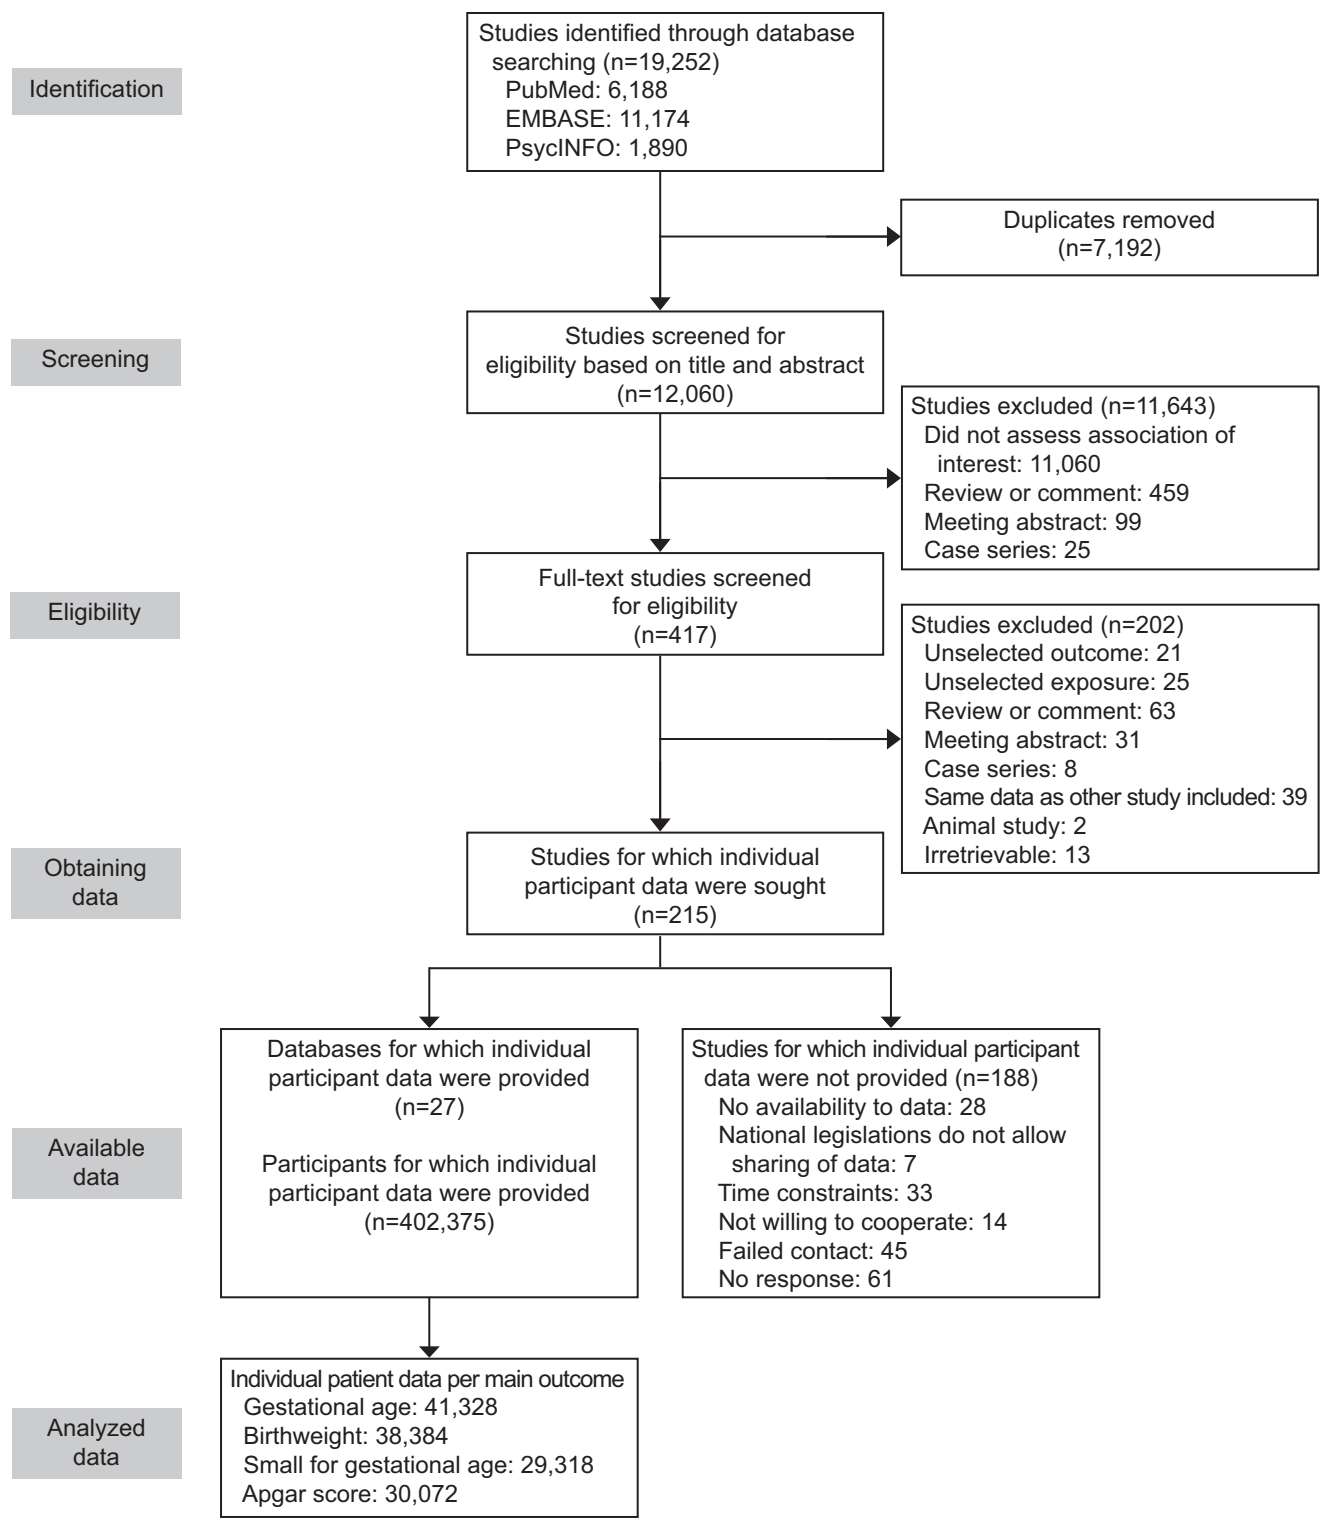 Identification
Studies identified through database
searching (n=19,252)
PubMed: 6,188
EMBASE: 11,174
PsycINFO: 1,890
Duplicates removed
(n=7,192)
Screening
Studies screened for
eligibility based on title and abstract
(n=12,060)
Studies excluded (n=11,643)
Did not assess association of
interest: 11,060
Review or comment: 459
Meeting abstract: 99
Case series: 25
Eligibility
Full-text studies screened
for eligibility
(n=417)
Studies excluded (n=202)
Unselected outcome: 21
Unselected exposure: 25
Review or comment: 63
Meeting abstract: 31
Case series: 8
Same data as other study included: 39
Animal study: 2
Irretrievable: 13
Obtaining
data
Studies for which individual
participant data were sought
(n=215)
Available
data
Databases for which individual
participant data were provided
(n=27)
Participants for which individual
participant data were provided
(n=402,375)
Studies for which individual participant
data were not provided (n=188)
No availability to data: 28
National legislations do not allow
sharing of data: 7
Time constraints: 33
Not willing to cooperate: 14
Failed contact: 45
No response: 61
Analyzed
data
Individual patient data per main outcome
Gestational age: 41,328
Birthweight: 38,384
Small for gestational age: 29,318
Apgar score: 30,072